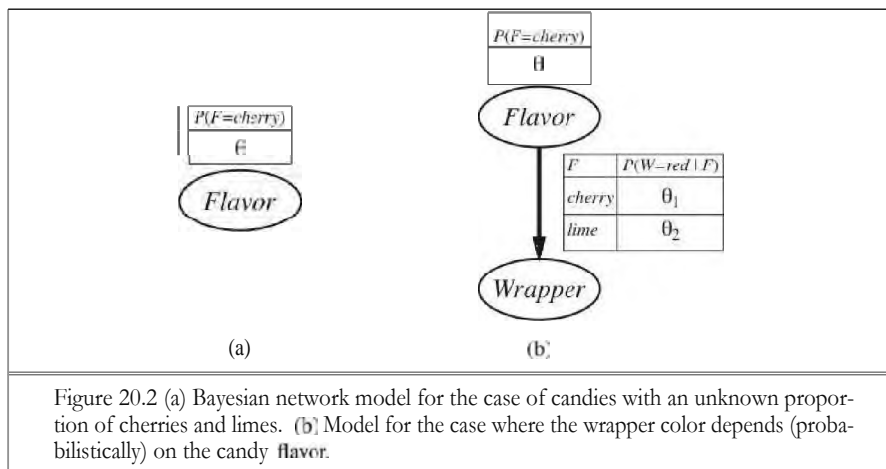 P(F=cherry)
θ
Flavor
(a)
P(F=cherry)
θ
Flavor
F P(W=red | F)
cherry θ1
lime θ2
Wrapper
(b)
Figure 20.2 (a) Bayesian network model for the case of candies with an unknown propor-
tion of cherries and limes. (b) Model for the case where the wrapper color depends (proba-
bilistically) on the candy flavor.